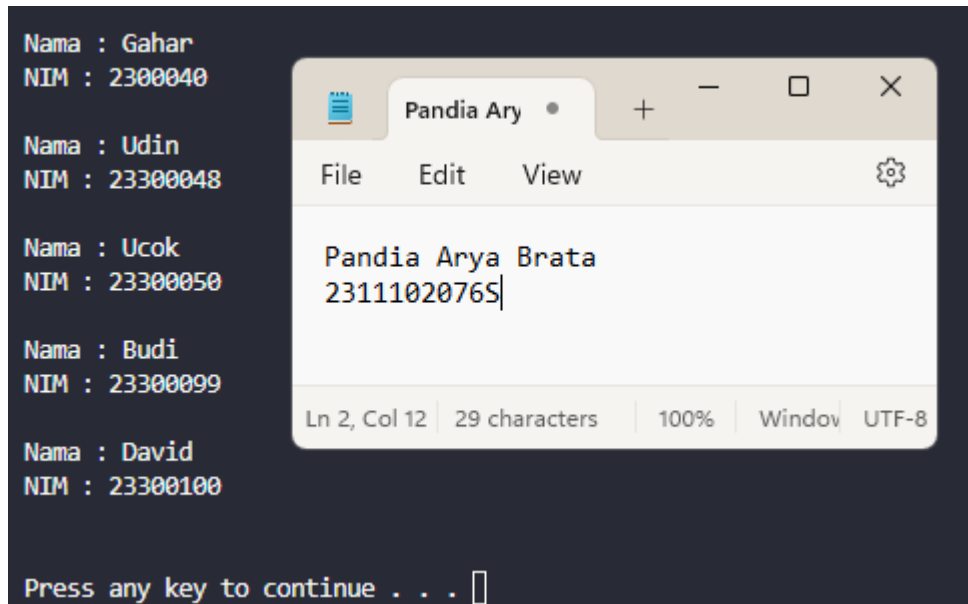 Nama : Gahar
NIM : 2300040
Nama : Udin
NIM : 23300048
Nama : Ucok
NIM : 23300050
Nama : Budi
NIM : 23300099
Nama : David
NIM : 23300100
Press any key to continue . . .
Pandia Ary
File Edit View
Pandia Arya Brata
2311102076S
Ln 2, Col 12 29 characters 100% Window UTF-8